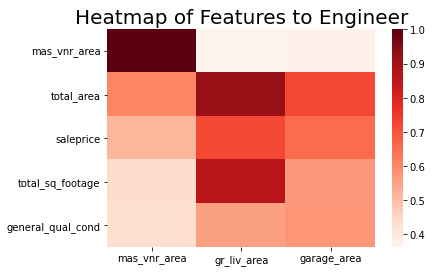 Heatmap of Features to Engineer
mas_vnr_area
total_area
saleprice
total_sq_footage
general_qual_cond
mas_vnr_area
gr_liv_area
garage_area
1.0
0.9
0.8
0.7
0.6
0.5
0.4